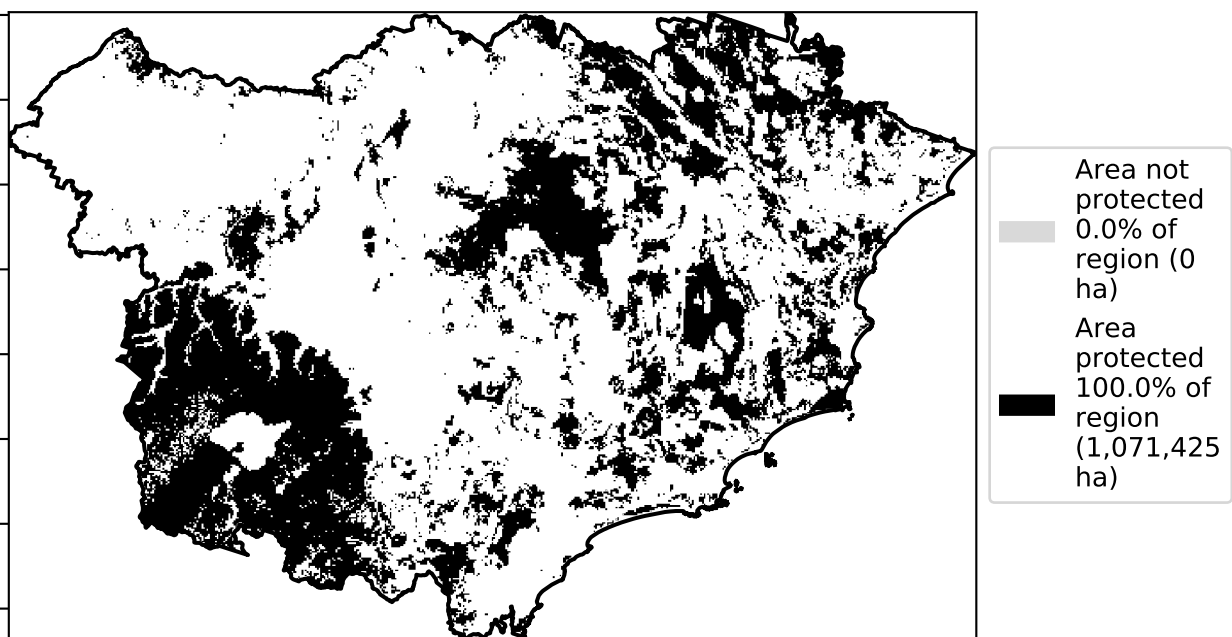 Area not
protected
0.0% of
region (0
ha)
Area
protected
100.0% of
region
(1,071,425
ha)